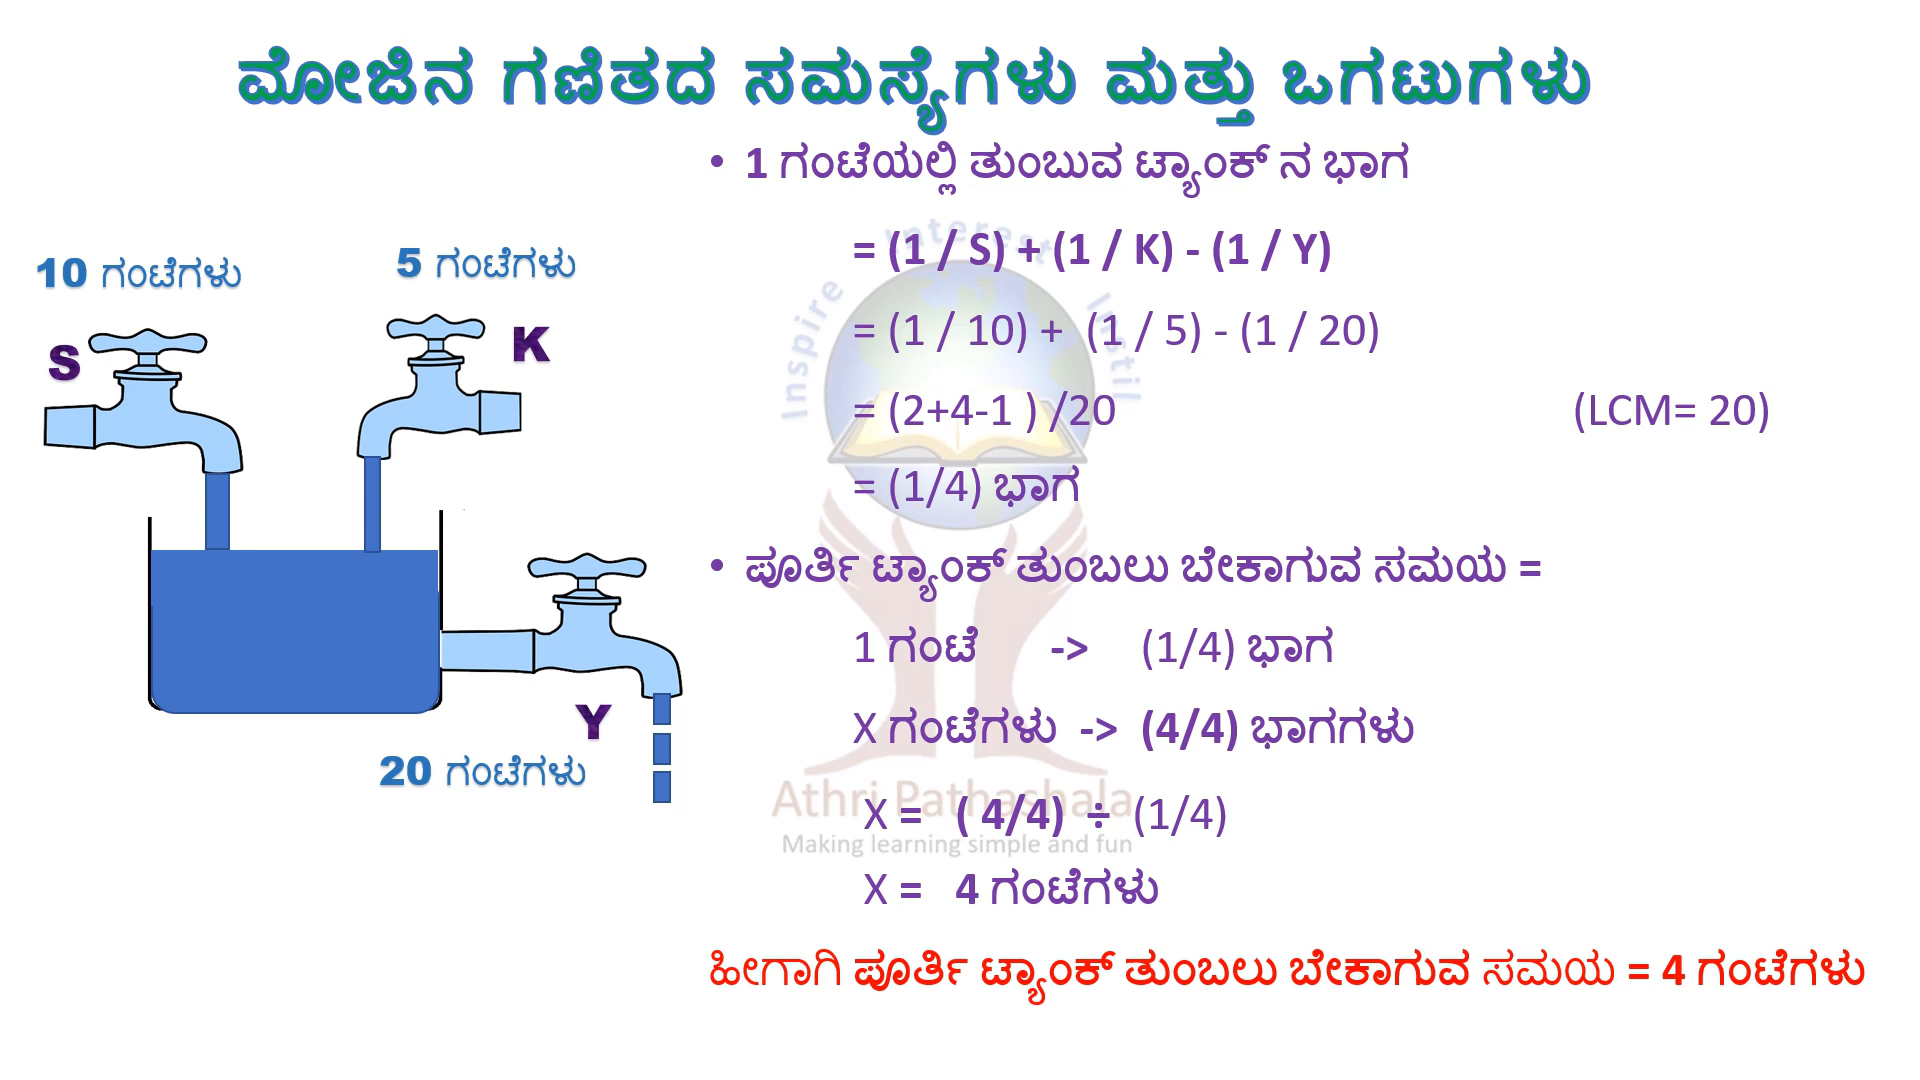 ಮೋಜಿನ ಗಣಿತದ ಸಮಸ್ಯೆಗಳು ಮತ್ತು ಒಗಟುಗಳು
• 1 ಗಂಟೆಯಲ್ಲಿ ತುಂಬುವ ಟ್ಯಾಂಕ್ ನ ಭಾಗ
= (1 / S) + (1 / K) - (1 / Y)
= (1 / 10) + (1 / 5) - (1 / 20)
= (2+4-1 ) /20 (LCM= 20)
= (1/4) ಭಾಗ
• ಪೂರ್ತಿ ಟ್ಯಾಂಕ್ ತುಂಬಲು ಬೇಕಾಗುವ ಸಮಯ =
1 ಗಂಟೆ -> (1/4) ಭಾಗ
X ಗಂಟೆಗಳು -> (4/4) ಭಾಗಗಳು
X = ( 4/4) ÷ (1/4)
X = 4 ಗಂಟೆಗಳು
ಹೀಗಾಗಿ ಪೂರ್ತಿ ಟ್ಯಾಂಕ್ ತುಂಬಲು ಬೇಕಾಗುವ ಸಮಯ = 4 ಗಂಟೆಗಳು
10 ಗಂಟೆಗಳು
5 ಗಂಟೆಗಳು
S
K
Y
20 ಗಂಟೆಗಳು
Inspire Interest Instil
Athri Pathashala
Making learning simple and fun